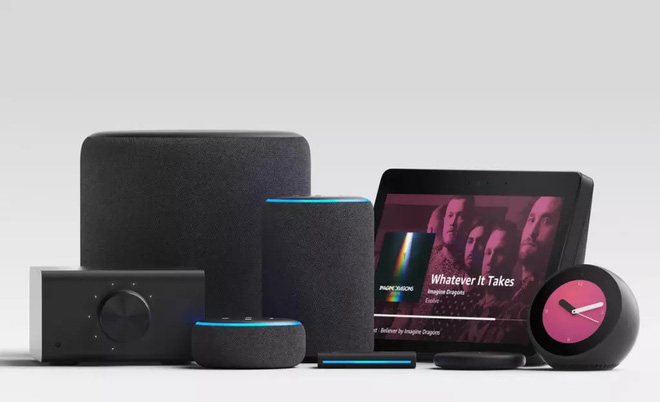 IMAGINE DRAGONS
Whatever It Takes
Imagine Dragons
Evolve
Believer by Imagine Dragons